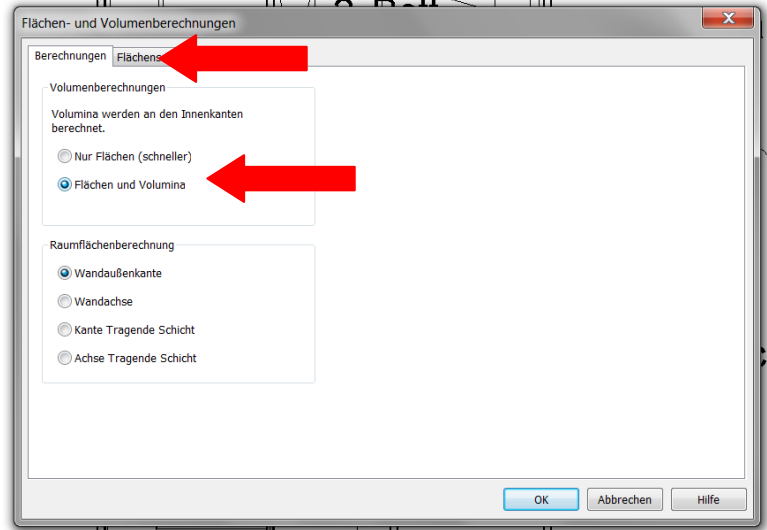 Flächen- und Volumenberechnungen
Berechnungen
Volumenberechnungen
Volumina werden an den Innenkanten
berechnet.
Nur Flächen (schneller)
Flächen und Volumina
Raumflächenberechnung
Wandaußenkante
Wandachse
Kante Tragende Schicht
Achse Tragende Schicht
OK Abbrechen Hilfe